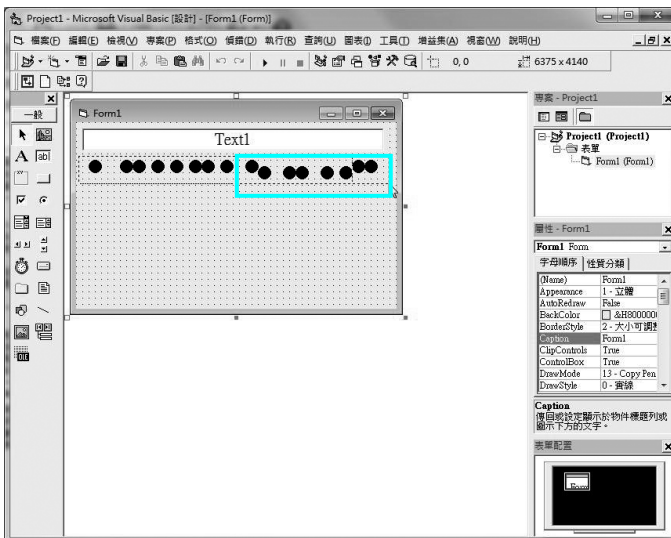 Project1 - Microsoft Visual Basic [設計] - [Form1 (Form)]
檔案(F) 編輯(E) 檢視(V) 專案(P) 格式(O) 偵錯(D) 執行(R) 查詢(U) 圖表(I) 工具(T) 增益集(A) 視窗(W) 說明(H)
0, 0 6375 x 4140
一般
A ab
OLE
Form1
Text1
專案 - Project1
Project1 (Project1)
表單
Form1 (Form1)
屬性 - Form1
Form1 Form
字母順序 性質分類
(Name) Form1
Appearance 1 - 立體
AutoRedraw False
BackColor &H800000
BorderStyle 2 - 大小可調
Caption Form1
ClipControls True
ControlBox True
DrawMode 13 - Copy Pen
DrawStyle 0 - 實線
Caption
傳回或設定顯示於物件標題列或圖示下方的文字。
表單配置
Form